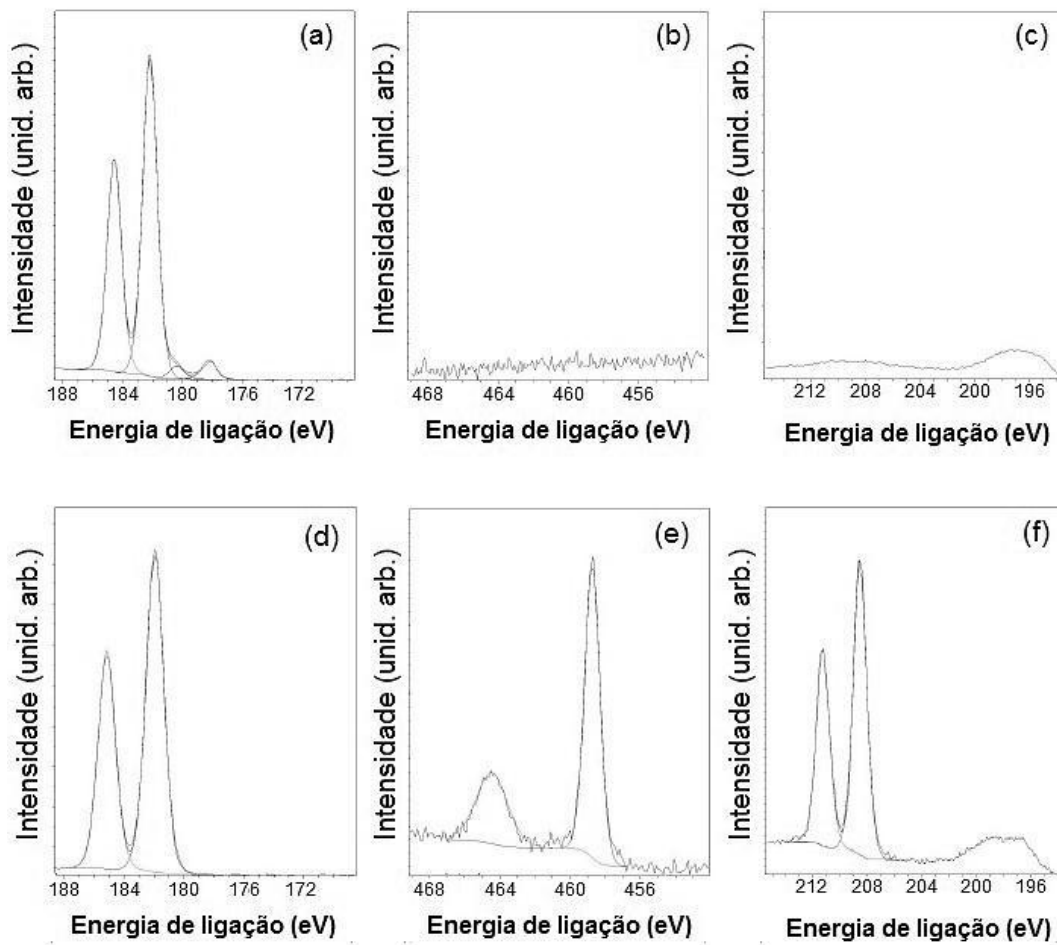 (a) (b) (c)
Intensidade (unid. arb.) Intensidade (unid. arb.) Intensidade (unid. arb.)
188 184 180 176 172 468 464 460 456 212 208 204 200 196
Energia de ligação (eV) Energia de ligação (eV) Energia de ligação (eV)
(d) (e) (f)
Intensidade (unid. arb.) Intensidade (unid. arb.) Intensidade (unid. arb.)
188 184 180 176 172 468 464 460 456 212 208 204 200 196
Energia de ligação (eV) Energia de ligação (eV) Energia de ligação (eV)